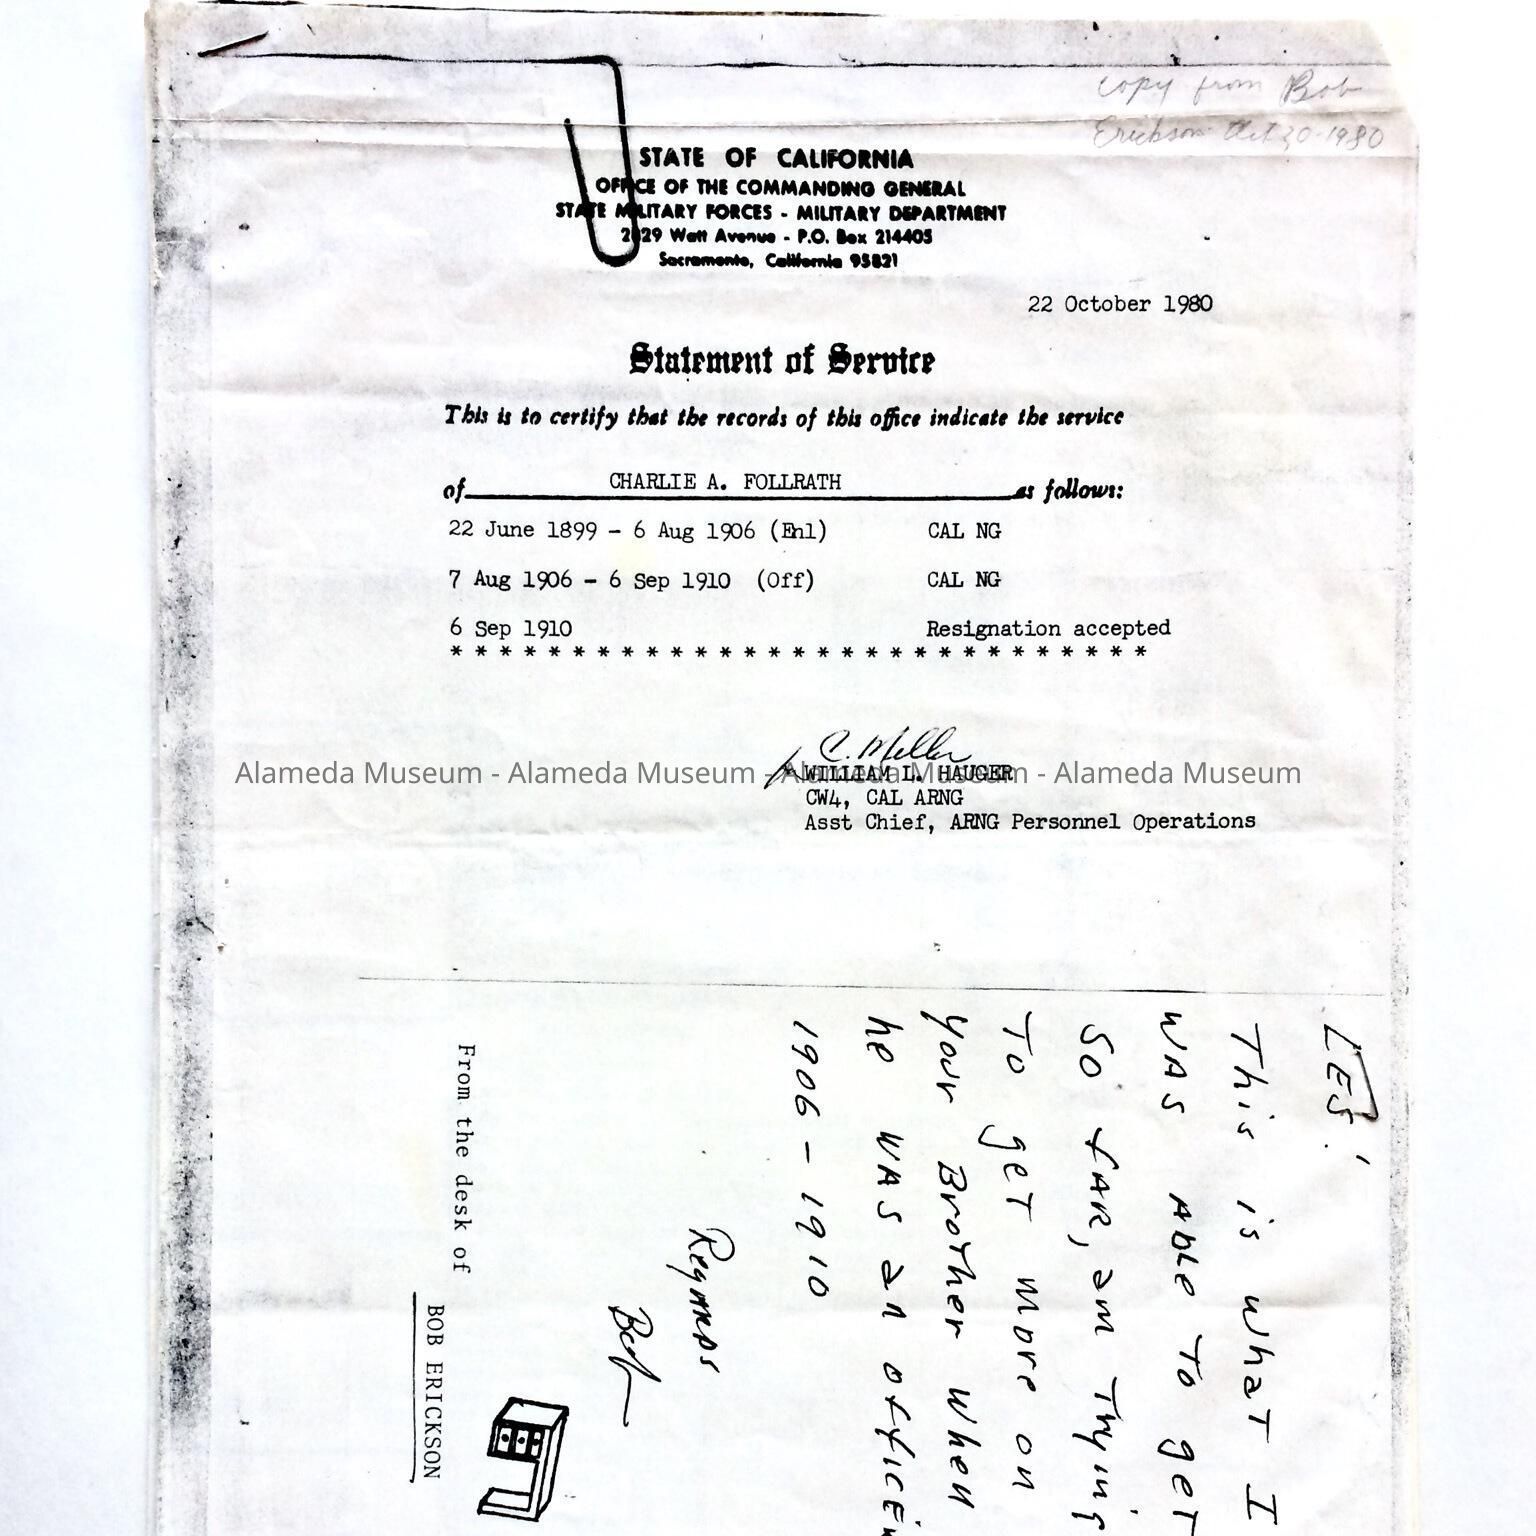 copy from Bob
Erickson Oct 30-1980
STATE OF CALIFORNIA
OFFICE OF THE COMMANDING GENERAL
STATE MILITARY FORCES - MILITARY DEPARTMENT
2829 Watt Avenue - P.O. Box 214405
Sacramento, California 95821
22 October 1980
Statement of Service
This is to certify that the records of this office indicate the service
of CHARLIE A. FOLLRATH as follows:
22 June 1899 - 6 Aug 1906 (Enl) CAL NG
7 Aug 1906 - 6 Sep 1910 (Off) CAL NG
6 Sep 1910 Resignation accepted
* * * * * * * * * * * * * * * * * * * * * * * * * * * * *
C. Miller
Alameda Museum - Alameda Museum - Alameda Museum - Alameda Museum
WILLIAM L. HAUGER
CW4, CAL ARNG
Asst Chief, ARNG Personnel Operations
LES!
This is what I
was able to get
so far, am trying
to get more on
your Brother when
he was an officer
1906 - 1910
Regards
Bob
From the desk of
BOB ERICKSON